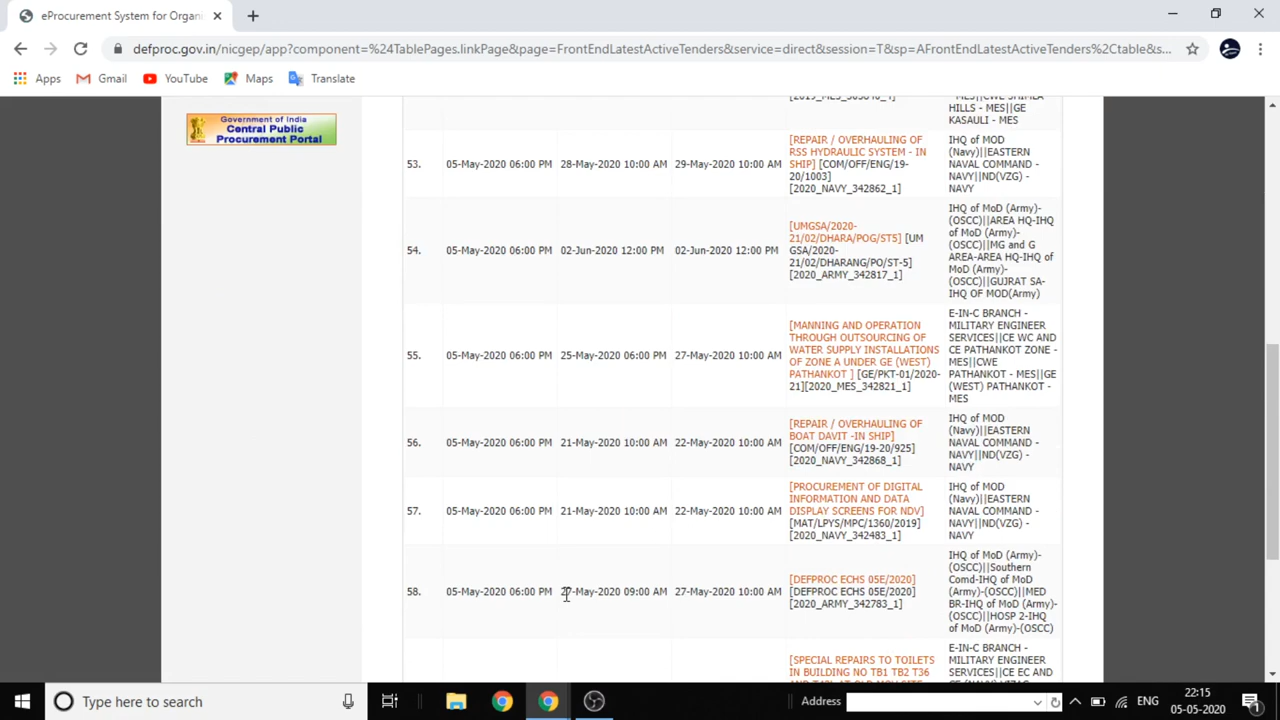 eProcurement System for Organi
defproc.gov.in/nicgep/app?component=%24TablePages.linkPage&page=FrontEndLatestActiveTenders&service=direct&session=T&sp=AFrontEndLatestActiveTenders%2Ctable&s...
Apps Gmail YouTube Maps Translate
Government of India
Central Public
Procurement Portal
HILLS - MES||GE
KASAULI - MES
53. 05-May-2020 06:00 PM 28-May-2020 10:00 AM 29-May-2020 10:00 AM
[REPAIR / OVERHAULING OF
RSS HYDRAULIC SYSTEM - IN
SHIP] [COM/OFF/ENG/19-
20/1003]
[2020_NAVY_342862_1]
IHQ of MOD
(Navy)||EASTERN
NAVAL COMMAND -
NAVY||ND(VZG) -
NAVY
54. 05-May-2020 06:00 PM 02-Jun-2020 12:00 PM 02-Jun-2020 12:00 PM
[UMGSA/2020-
21/02/DHARA/POG/ST5] [UM
GSA/2020-
21/02/DHARANG/PO/ST-5]
[2020_ARMY_342817_1]
IHQ of MoD (Army)-
(OSCC)||AREA HQ-IHQ
of MoD (Army)-
(OSCC)||MG and G
AREA-AREA HQ-IHQ of
MoD (Army)-
(OSCC)||GUJRAT SA-
IHQ OF MOD(Army)
55. 05-May-2020 06:00 PM 25-May-2020 06:00 PM 27-May-2020 10:00 AM
[MANNING AND OPERATION
THROUGH OUTSOURCING OF
WATER SUPPLY INSTALLATIONS
OF ZONE A UNDER GE (WEST)
PATHANKOT ] [GE/PKT-01/2020-
21][2020_MES_342821_1]
E-IN-C BRANCH -
MILITARY ENGINEER
SERVICES||CE WC AND
CE PATHANKOT ZONE -
MES||CWE
PATHANKOT - MES||GE
(WEST) PATHANKOT -
MES
56. 05-May-2020 06:00 PM 21-May-2020 10:00 AM 22-May-2020 10:00 AM
[REPAIR / OVERHAULING OF
BOAT DAVIT -IN SHIP]
[COM/OFF/ENG/19-20/925]
[2020_NAVY_342868_1]
IHQ of MOD
(Navy)||EASTERN
NAVAL COMMAND -
NAVY||ND(VZG) -
NAVY
57. 05-May-2020 06:00 PM 21-May-2020 10:00 AM 22-May-2020 10:00 AM
[PROCUREMENT OF DIGITAL
INFORMATION AND DATA
DISPLAY SCREENS FOR NDV]
[MAT/LPYS/MPC/1360/2019]
[2020_NAVY_342483_1]
IHQ of MOD
(Navy)||EASTERN
NAVAL COMMAND -
NAVY||ND(VZG) -
NAVY
58. 05-May-2020 06:00 PM 27-May-2020 09:00 AM 27-May-2020 10:00 AM
[DEFPROC ECHS 05E/2020]
[DEFPROC ECHS 05E/2020]
[2020_ARMY_342783_1]
IHQ of MoD (Army)-
(OSCC)||Southern
Comd-IHQ of MoD
(Army)-(OSCC)||MED
BR-IHQ of MoD (Army)-
(OSCC)||HOSP 2-IHQ
of MoD (Army)-(OSCC)
[SPECIAL REPAIRS TO TOILETS
IN BUILDING NO TB1 TB2 T36
E-IN-C BRANCH -
MILITARY ENGINEER
SERVICES||CE EC AND
Type here to search
Address
ENG
22:15
05-05-2020
1